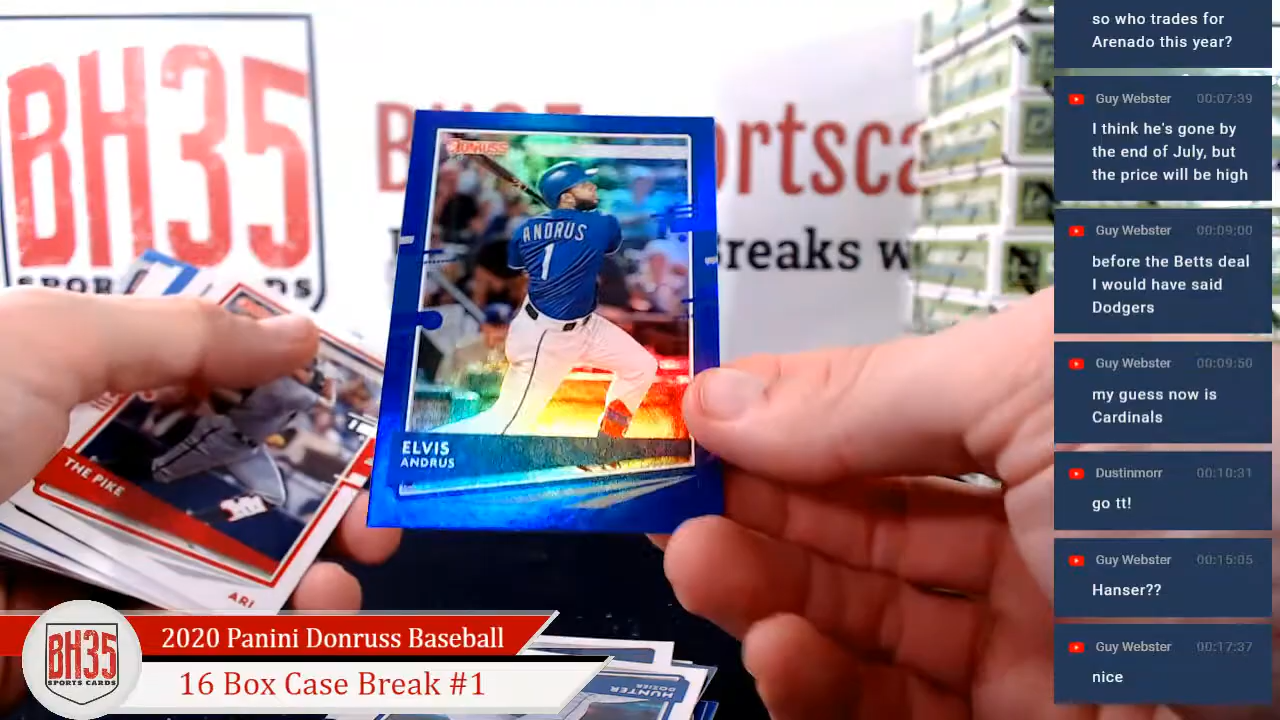 BH35
SPOR DS
ortsca
Breaks w
DONRUSS
ANDRUS
1
ELVIS
ANDRUS
THE PIKE
ARI
HUNTER
DOZIER
BH35
SPORTS CARDS
2020 Panini Donruss Baseball
16 Box Case Break #1
so who trades for
Arenado this year?
Guy Webster 00:07:39
I think he's gone by
the end of July, but
the price will be high
Guy Webster 00:09:00
before the Betts deal
I would have said
Dodgers
Guy Webster 00:09:50
my guess now is
Cardinals
Dustinmorr 00:10:31
go tt!
Guy Webster 00:15:05
Hanser??
Guy Webster 00:17:37
nice